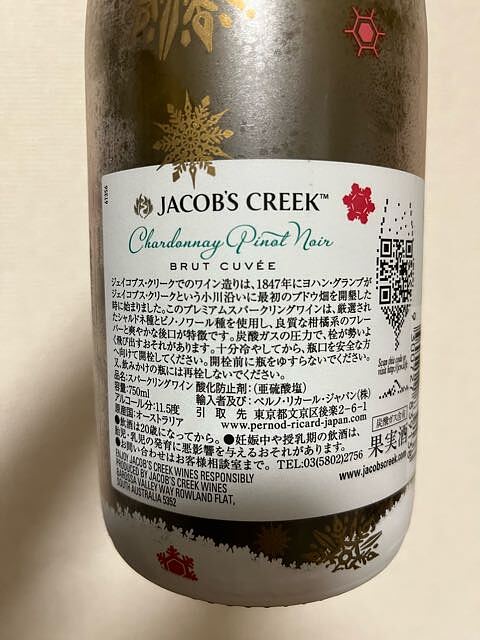 61356
JACOB'S CREEK™
Chardonnay Pinot Noir
BRUT CUVÉE
ジェイコブス・クリークでのワイン造りは、1847年にヨハン・グランプが
ジェイコブス・クリークという小川沿いに最初のブドウ畑を開墾した
時に始まりました。このプレミアムスパークリングワインは、厳選され
たシャルドネ種とピノ・ノワール種を使用し、良質な柑橘系のフレー
バーと爽やかな後口が特徴です。炭酸ガスの圧力で、栓が勢いよ
く飛び出すおそれがあります。十分冷やしてから、瓶口を安全な方
へ向けて開栓してください。開栓前に瓶をゆすらないでください。
又、飲みかけの瓶には再栓しないでください。
品名:スパークリングワイン 酸化防止剤:(亜硫酸塩)
容量:750ml 輸入者及び:ペルノ・リカール・ジャパン(株)
アルコール分:11.5度 引取先 東京都文京区後楽2-6-1
原産国:オーストラリア www.pernod-ricard-japan.com
●飲酒は20歳になってから。●妊娠中や授乳期の飲酒は、
胎児・乳児の発育に悪影響を与えるおそれがあります。
●お問い合わせはお客様相談室まで。 TEL:03(5802)2756
ENJOY JACOB'S CREEK WINES RESPONSIBLY
PRODUCED BY JACOB'S CREEK WINES
BAROSSA VALLEY WAY ROWLAND FLAT,
SOUTH AUSTRALIA 5352
www.jacobscreek.com
Scan this code
炭酸ガス
果実酒